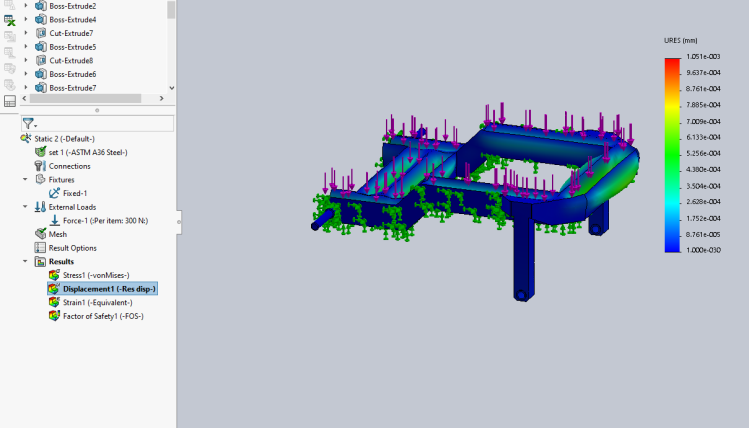 Boss-Extrude2
Boss-Extrude4
Cut-Extrude7
Boss-Extrude5
Cut-Extrude8
Boss-Extrude6
Boss-Extrude7
Static 2 (-Default-)
set 1 (-ASTM A36 Steel-)
Connections
Fixtures
Fixed-1
External Loads
Force-1 (:Per item: 300 N:)
Mesh
Result Options
Results
Stress1 (-vonMises-)
Displacement1 (-Res disp-)
Strain1 (-Equivalent-)
Factor of Safety1 (-FOS-)
URES (mm)
1.051e-003
9.637e-004
8.761e-004
7.885e-004
7.009e-004
6.133e-004
5.256e-004
4.380e-004
3.504e-004
2.628e-004
1.752e-004
8.761e-005
1.000e-030